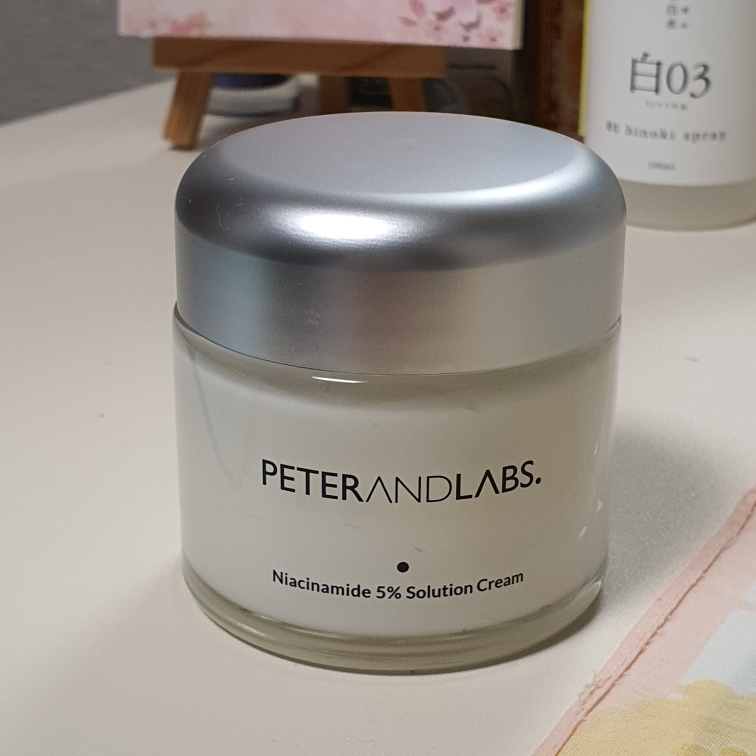 白03
hinoki spray
PETERANDLABS.
Niacinamide 5% Solution Cream